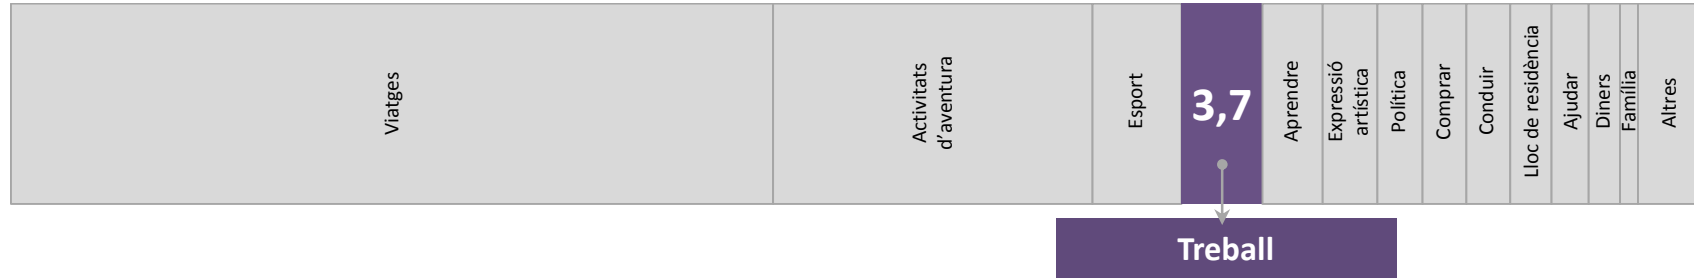 Viatges
Activitats
d’aventura
Esport
3,7
Aprendre
Expressió
artística
Política
Comprar
Conduir
Lloc de residència
Ajudar
Diners
Família
Altres
Treball